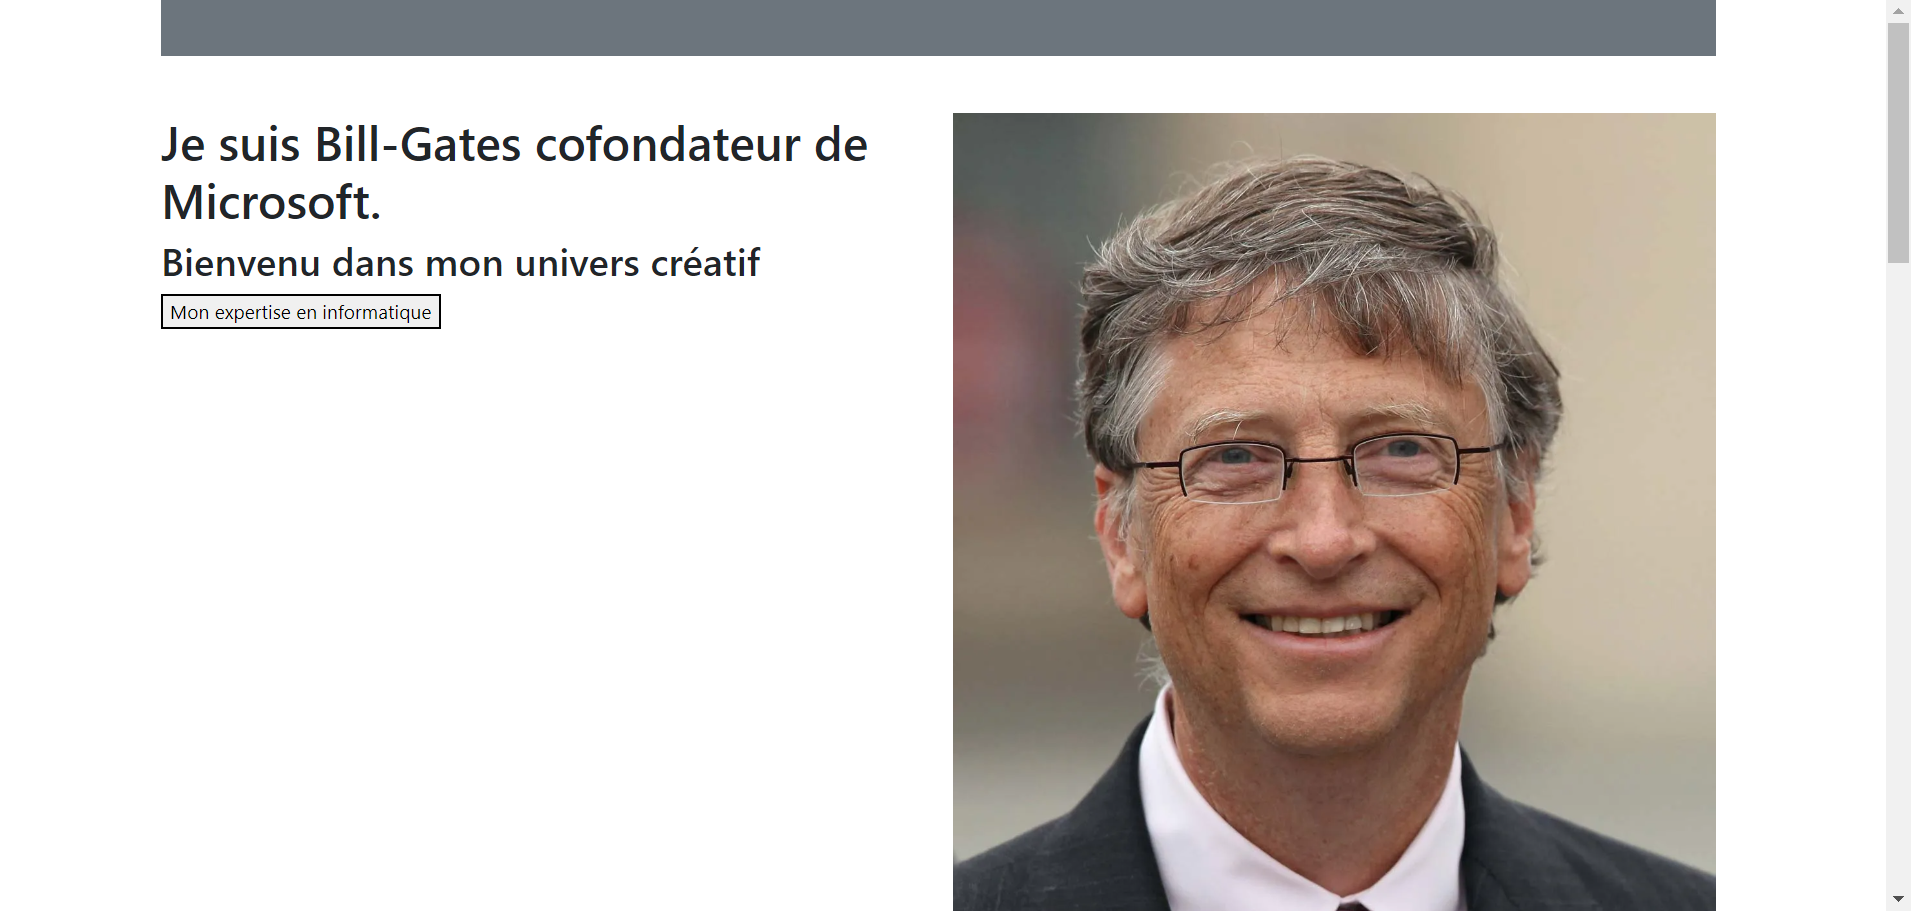 Je suis Bill-Gates cofondateur de
Microsoft.
Bienvenu dans mon univers créatif
Mon expertise en informatique